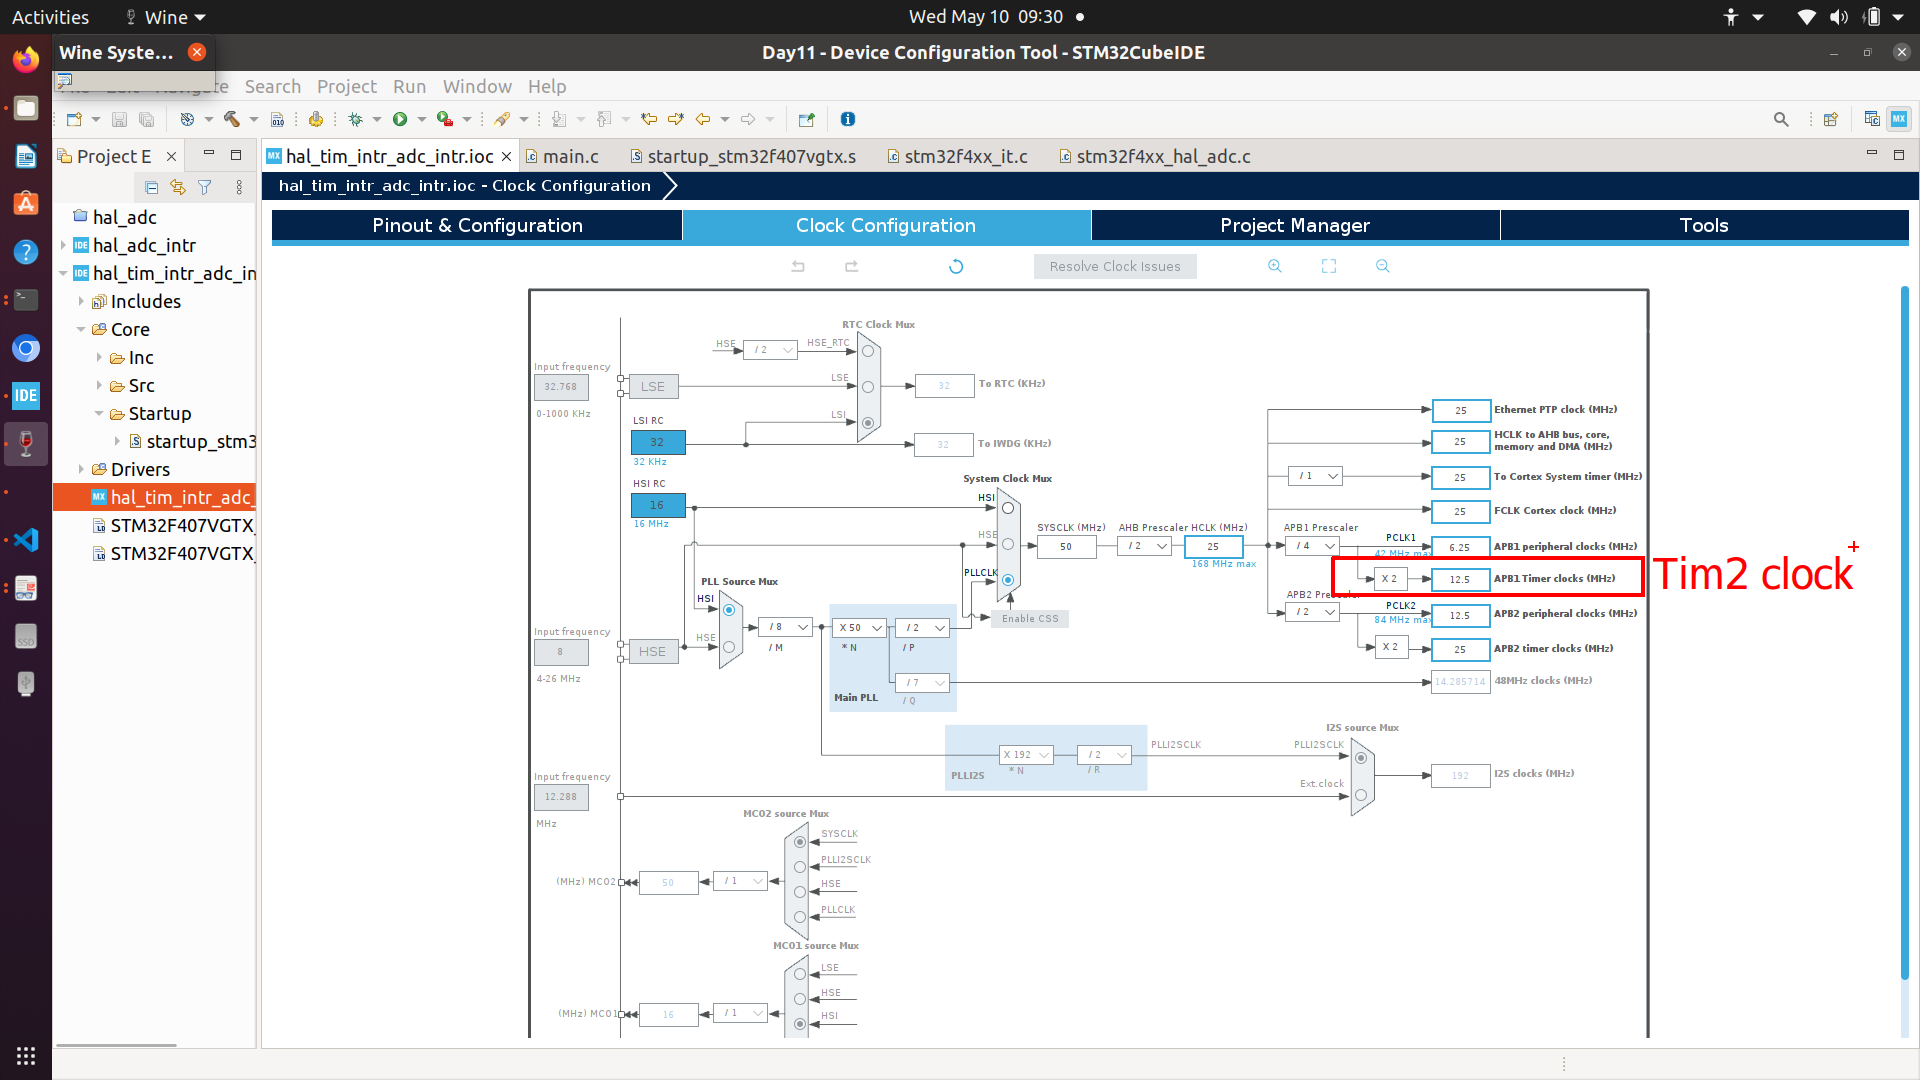 Activities
Wine
Wed May 10 09:30
Wine Syste...
Day11 - Device Configuration Tool - STM32CubeIDE
Search Project Run Window Help
Project E
hal_tim_intr_adc_intr.ioc
main.c
startup_stm32f407vgtx.s
stm32f4xx_it.c
stm32f4xx_hal_adc.c
hal_tim_intr_adc_intr.ioc - Clock Configuration
Pinout & Configuration
Clock Configuration
Project Manager
Tools
Resolve Clock Issues
hal_adc
hal_adc_intr
hal_tim_intr_adc_in
Includes
Core
Inc
Src
Startup
startup_stm3
Drivers
hal_tim_intr_adc_
STM32F407VGTX_
STM32F407VGTX_
IDE
SSD
RTC Clock Mux
HSE
/ 2
HSE_RTC
Input frequency
32.768
0-1000 KHz
LSE
LSE
32
To RTC (KHz)
LSI
LSI RC
32
32 KHz
32
To IWDG (KHz)
HSI RC
16
16 MHz
System Clock Mux
HSI
HSE
PLLCLK
SYSCLK (MHz)
50
AHB Prescaler
/ 2
HCLK (MHz)
25
168 MHz max
APB1 Prescaler
/ 4
PCLK1
42 MHz max
25
Ethernet PTP clock (MHz)
25
HCLK to AHB bus, core,
memory and DMA (MHz)
/ 1
25
To Cortex System timer (MHz)
25
FCLK Cortex clock (MHz)
6.25
APB1 peripheral clocks (MHz)
X 2
12.5
APB1 Timer clocks (MHz)
Tim2 clock
APB2 Prescaler
/ 2
PCLK2
84 MHz max
12.5
APB2 peripheral clocks (MHz)
X 2
25
APB2 timer clocks (MHz)
14.285714
48MHz clocks (MHz)
Enable CSS
PLL Source Mux
HSI
HSE
Input frequency
8
4-26 MHz
HSE
/ 8
/ M
X 50
* N
/ 2
/ P
/ 7
/ Q
Main PLL
X 192
* N
/ 2
/ R
PLLI2S
PLLI2SCLK
I2S source Mux
PLLI2SCLK
Ext.clock
192
I2S clocks (MHz)
Input frequency
12.288
MHz
MCO2 source Mux
SYSCLK
PLLI2SCLK
HSE
PLLCLK
(MHz) MCO2
50
/ 1
MCO1 source Mux
LSE
HSE
HSI
(MHz) MCO1
16
/ 1